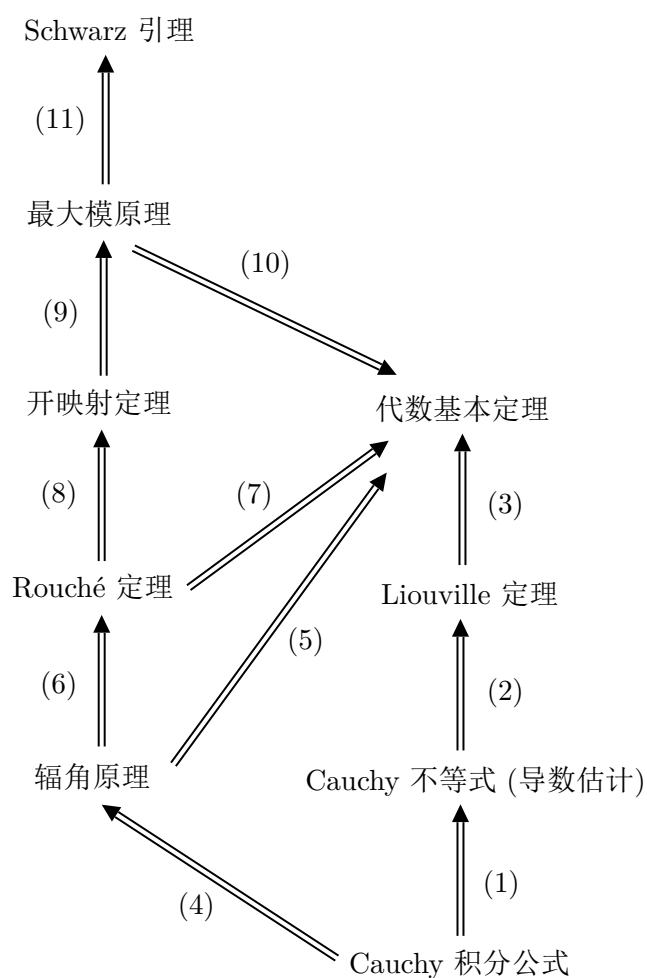 Schwarz 引理
(11)
最大模原理
(10)
(9)
开映射定理
代数基本定理
(8)
(7)
(3)
Rouché 定理
Liouville 定理
(5)
(6)
(2)
辐角原理
Cauchy 不等式 (导数估计)
(1)
(4)
Cauchy 积分公式